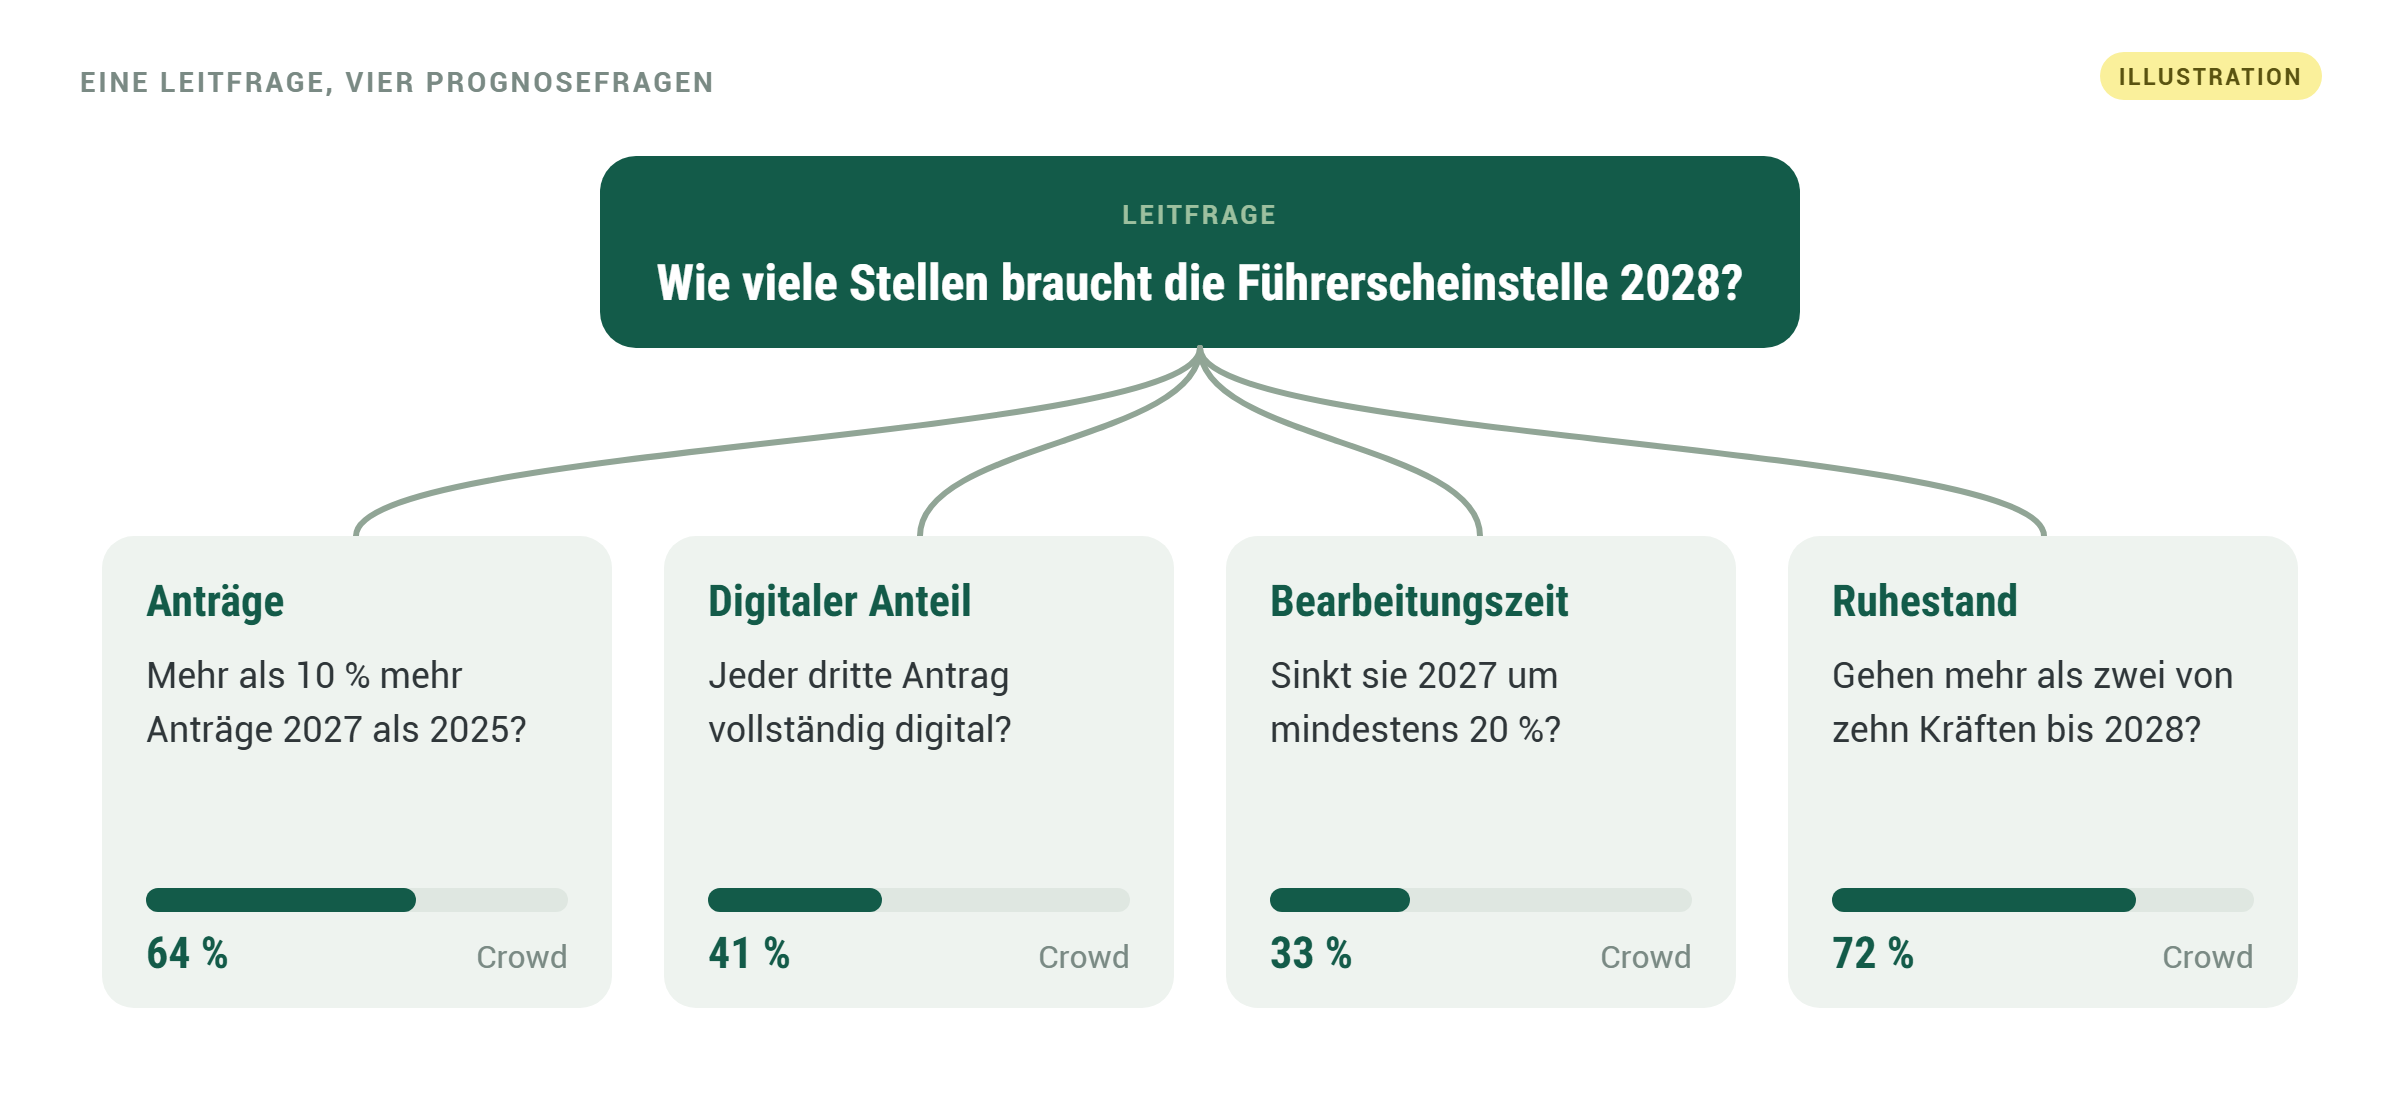 EINE LEITFRAGE, VIER PROGNOSEFRAGEN
ILLUSTRATION
LEITFRAGE
Wie viele Stellen braucht die Führerscheinstelle 2028?
Anträge
Mehr als 10 % mehr
Anträge 2027 als 2025?
64 %
Crowd
Digitaler Anteil
Jeder dritte Antrag
vollständig digital?
41 %
Crowd
Bearbeitungszeit
Sinkt sie 2027 um
mindestens 20 %?
33 %
Crowd
Ruhestand
Gehen mehr als zwei von
zehn Kräften bis 2028?
72 %
Crowd